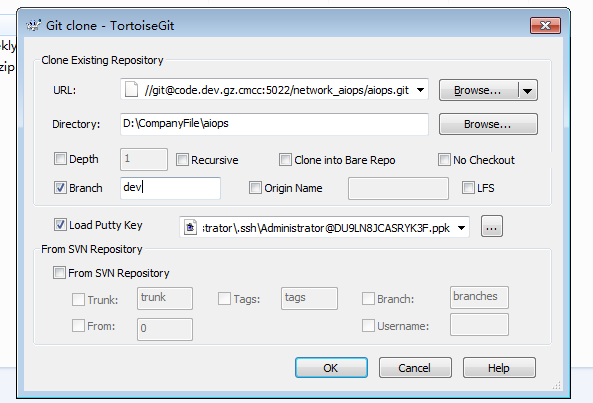 Git clone - TortoiseGit
Clone Existing Repository
URL: //git@code.dev.gz.cmcc:5022/network_aiops/aiops.git Browse...
Directory: D:\CompanyFile\aiops Browse...
Depth 1 Recursive Clone into Bare Repo No Checkout
Branch dev Origin Name LFS
Load Putty Key :trator\.ssh\Administrator@DU9LN8JCASRYK3F.ppk ...
From SVN Repository
From SVN Repository
Trunk: trunk Tags: tags Branch: branches
From: 0 Username:
OK Cancel Help
ekly
zip